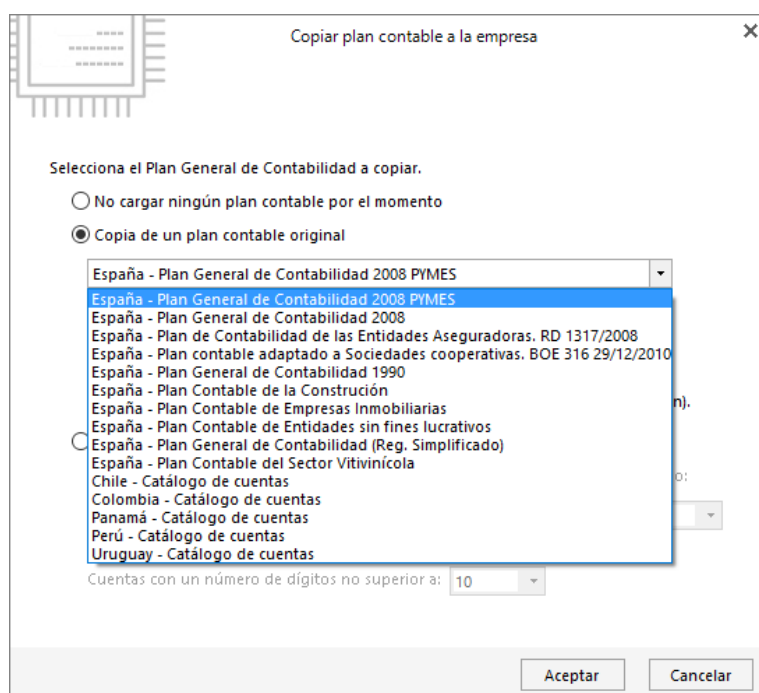 Copiar plan contable a la empresa
Selecciona el Plan General de Contabilidad a copiar.
No cargar ningún plan contable por el momento
Copia de un plan contable original
España - Plan General de Contabilidad 2008 PYMES
España - Plan General de Contabilidad 2008 PYMES
España - Plan General de Contabilidad 2008
España - Plan de Contabilidad de las Entidades Aseguradoras. RD 1317/2008
España - Plan contable adaptado a Sociedades cooperativas. BOE 316 29/12/2010
España - Plan General de Contabilidad 1990
España - Plan Contable de la Construción
España - Plan Contable de Empresas Inmobiliarias
n).
España - Plan Contable de Entidades sin fines lucrativos
España - Plan General de Contabilidad (Reg. Simplificado)
España - Plan Contable del Sector Vitivinícola
o:
Chile - Catálogo de cuentas
Colombia - Catálogo de cuentas
Panamá - Catálogo de cuentas
Perú - Catálogo de cuentas
Uruguay - Catálogo de cuentas
Cuentas con un número de dígitos no superior a: 10
Aceptar Cancelar